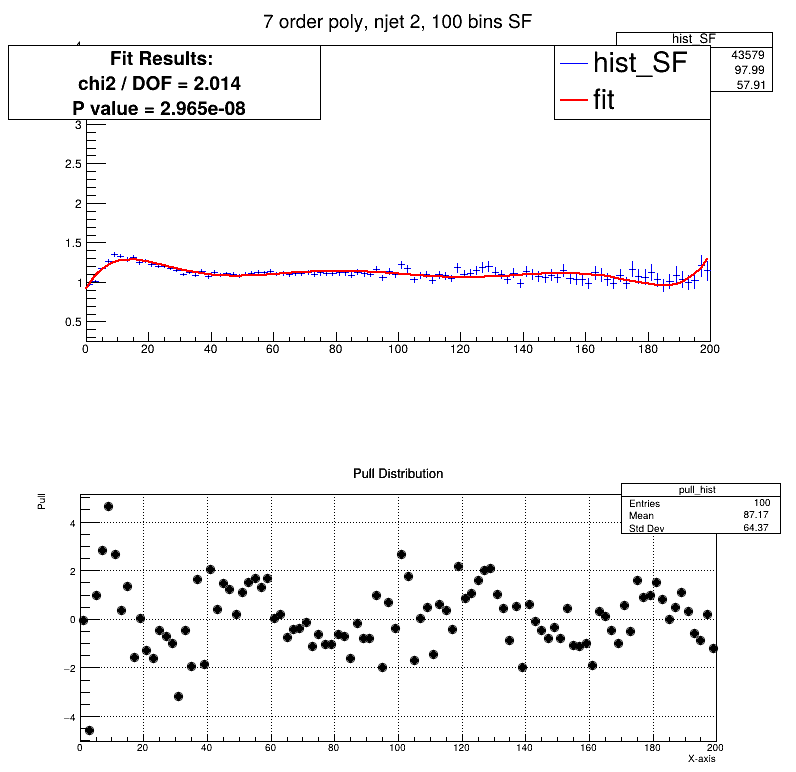 7 order poly, njet 2, 100 bins SF
hist_SF
43579
97.99
57.91
Fit Results:
chi2 / DOF = 2.014
P value = 2.965e-08
hist_SF
fit
3
2.5
2
1.5
1
0.5
0 20 40 60 80 100 120 140 160 180 200
Pull Distribution
pull_hist
Entries 100
Mean 87.17
Std Dev 64.37
Pull
4
2
0
−2
−4
0 20 40 60 80 100 120 140 160 180 200
X-axis